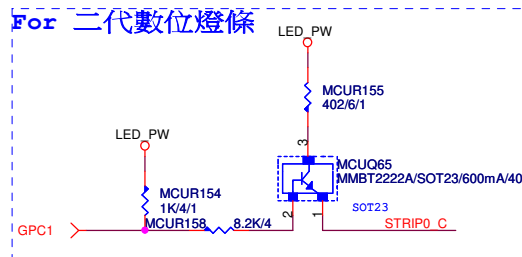 For 二代數位燈條
LED_PW
MCUR155
402/6/1
LED_PW
3
MCUQ65
MMBT2222A/SOT23/600mA/40
MCUR154
1K/4/1
SOT23
2
1
MCUR158
8.2K/4
GPC1
STRIP0_C